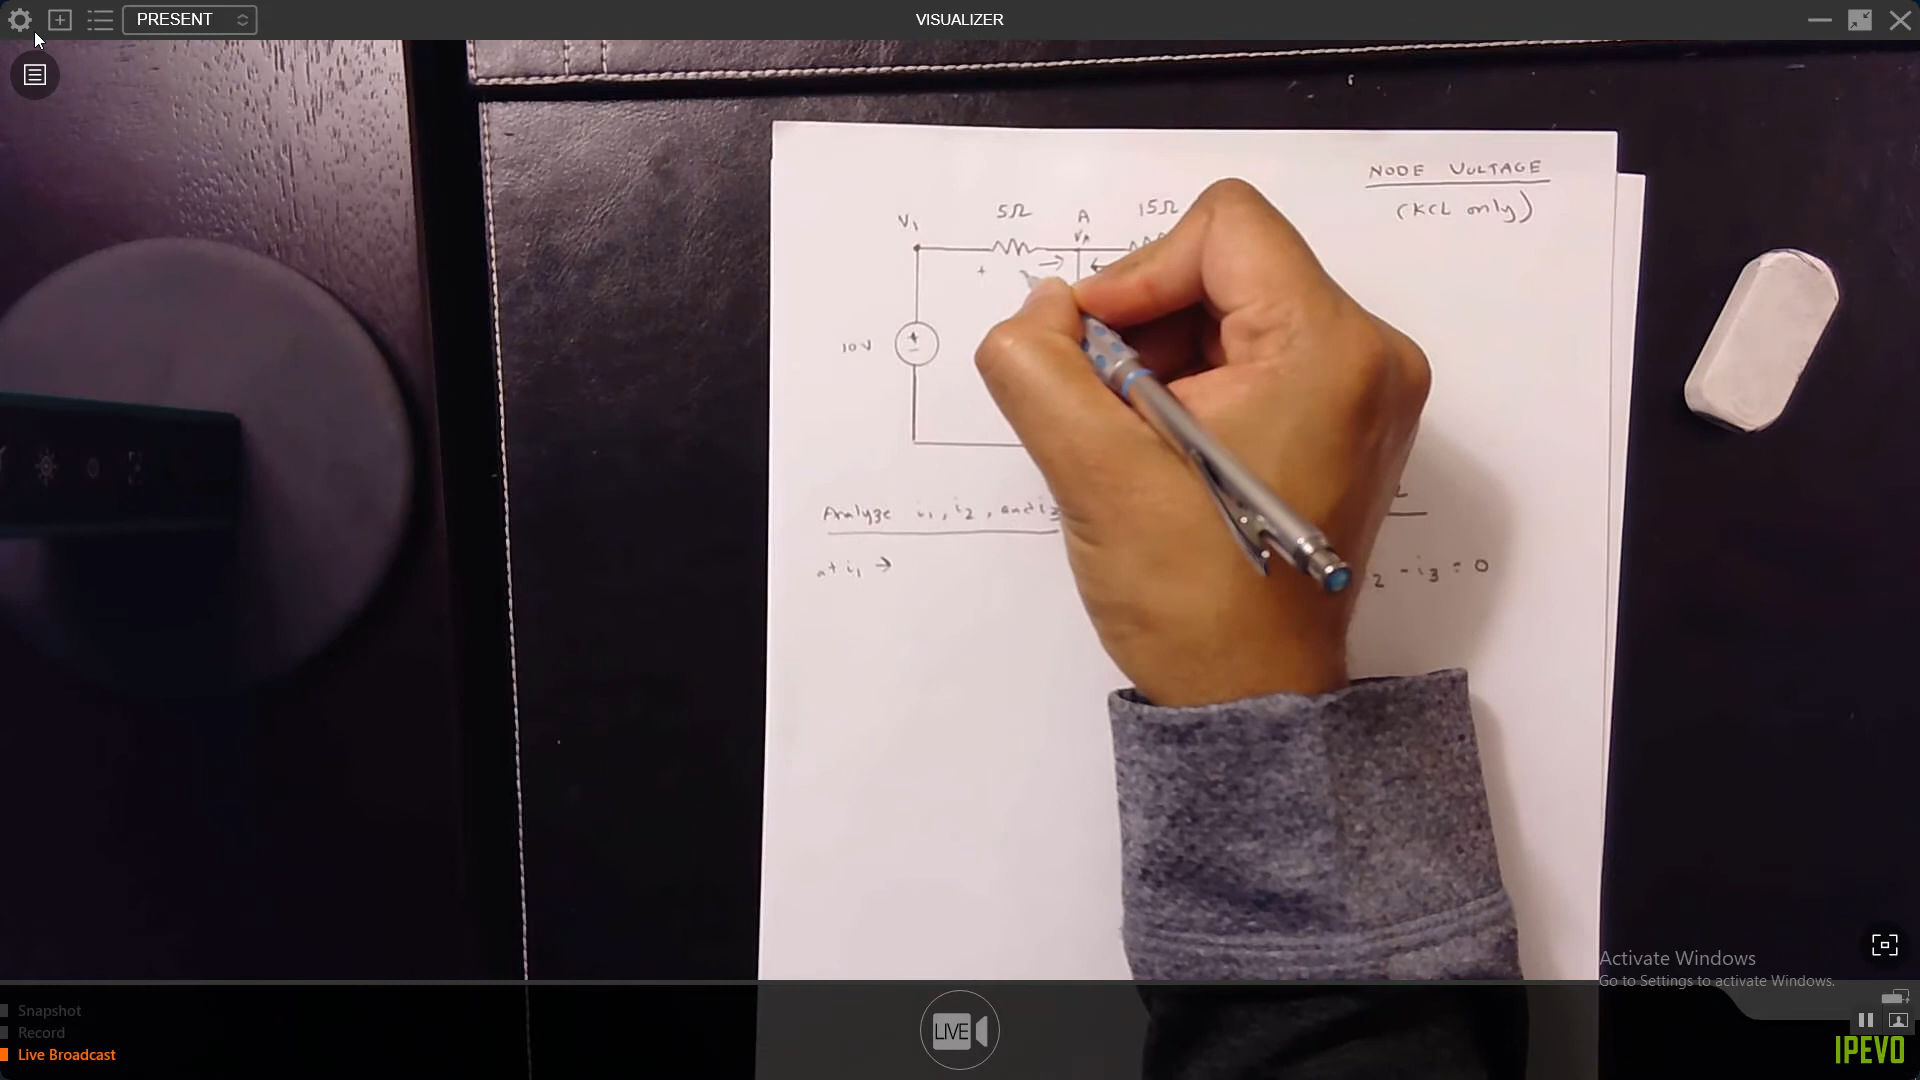 PRESENT
VISUALIZER
NODE VOLTAGE
(KCL only)
V1
5Ω
A
VA
15Ω
+
10V
+
-
Analyze i1, i2, and i3
at i1 →
2 - i3 = 0
Activate Windows
Go to Settings to activate Windows.
Snapshot
Record
Live Broadcast
LIVE
IPEVO